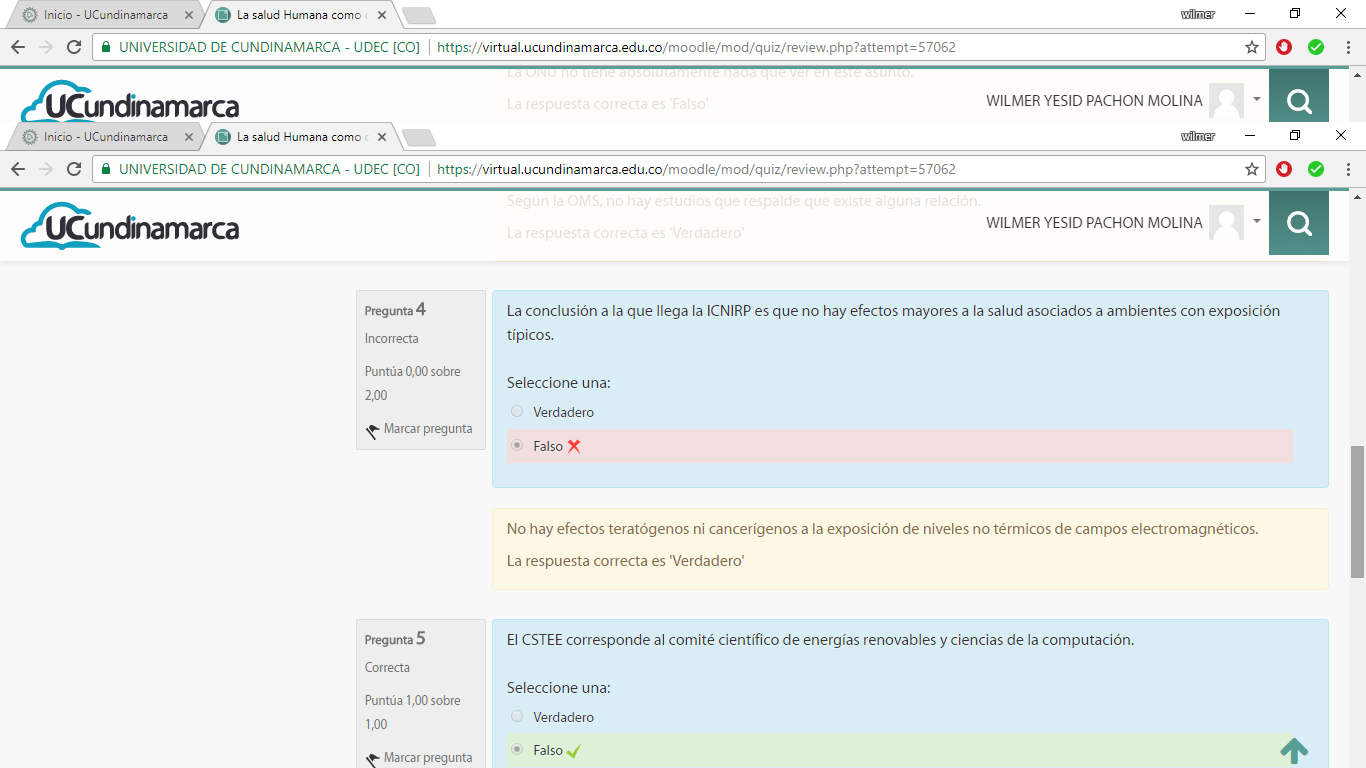 Inicio - UCundinamarca
La salud Humana como c
wilmer
UNIVERSIDAD DE CUNDINAMARCA - UDEC [CO]
https://virtual.ucundinamarca.edu.co/moodle/mod/quiz/review.php?attempt=57062
La ONU no tiene absolutamente nada que ver en este asunto.
UCundinamarca
La respuesta correcta es 'Falso'
WILMER YESID PACHON MOLINA
Inicio - UCundinamarca
La salud Humana como c
wilmer
UNIVERSIDAD DE CUNDINAMARCA - UDEC [CO]
https://virtual.ucundinamarca.edu.co/moodle/mod/quiz/review.php?attempt=57062
Según la OMS, no hay estudios que respalde que existe alguna relación.
UCundinamarca
La respuesta correcta es 'Verdadero'
WILMER YESID PACHON MOLINA
Pregunta 4
Incorrecta
Puntúa 0,00 sobre
2,00
Marcar pregunta
La conclusión a la que llega la ICNIRP es que no hay efectos mayores a la salud asociados a ambientes con exposición
típicos.
Seleccione una:
Verdadero
Falso
No hay efectos teratógenos ni cancerígenos a la exposición de niveles no térmicos de campos electromagnéticos.
La respuesta correcta es 'Verdadero'
Pregunta 5
Correcta
Puntúa 1,00 sobre
1,00
Marcar pregunta
El CSTEE corresponde al comité científico de energías renovables y ciencias de la computación.
Seleccione una:
Verdadero
Falso